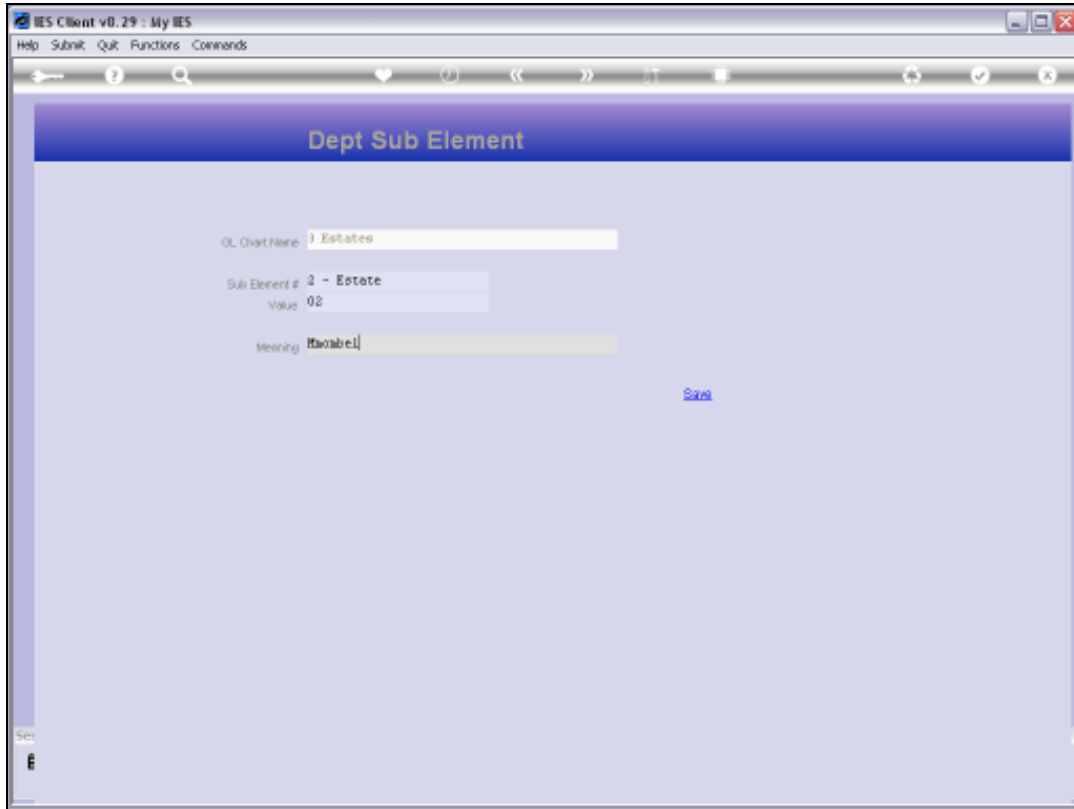 IES Client v8.29 : My IES
Help Submit Quit Functions Commands
Dept Sub Element
GL Chart Name 3 Estates
Sub Element # 2 - Estate
Value 02
Meaning
Save